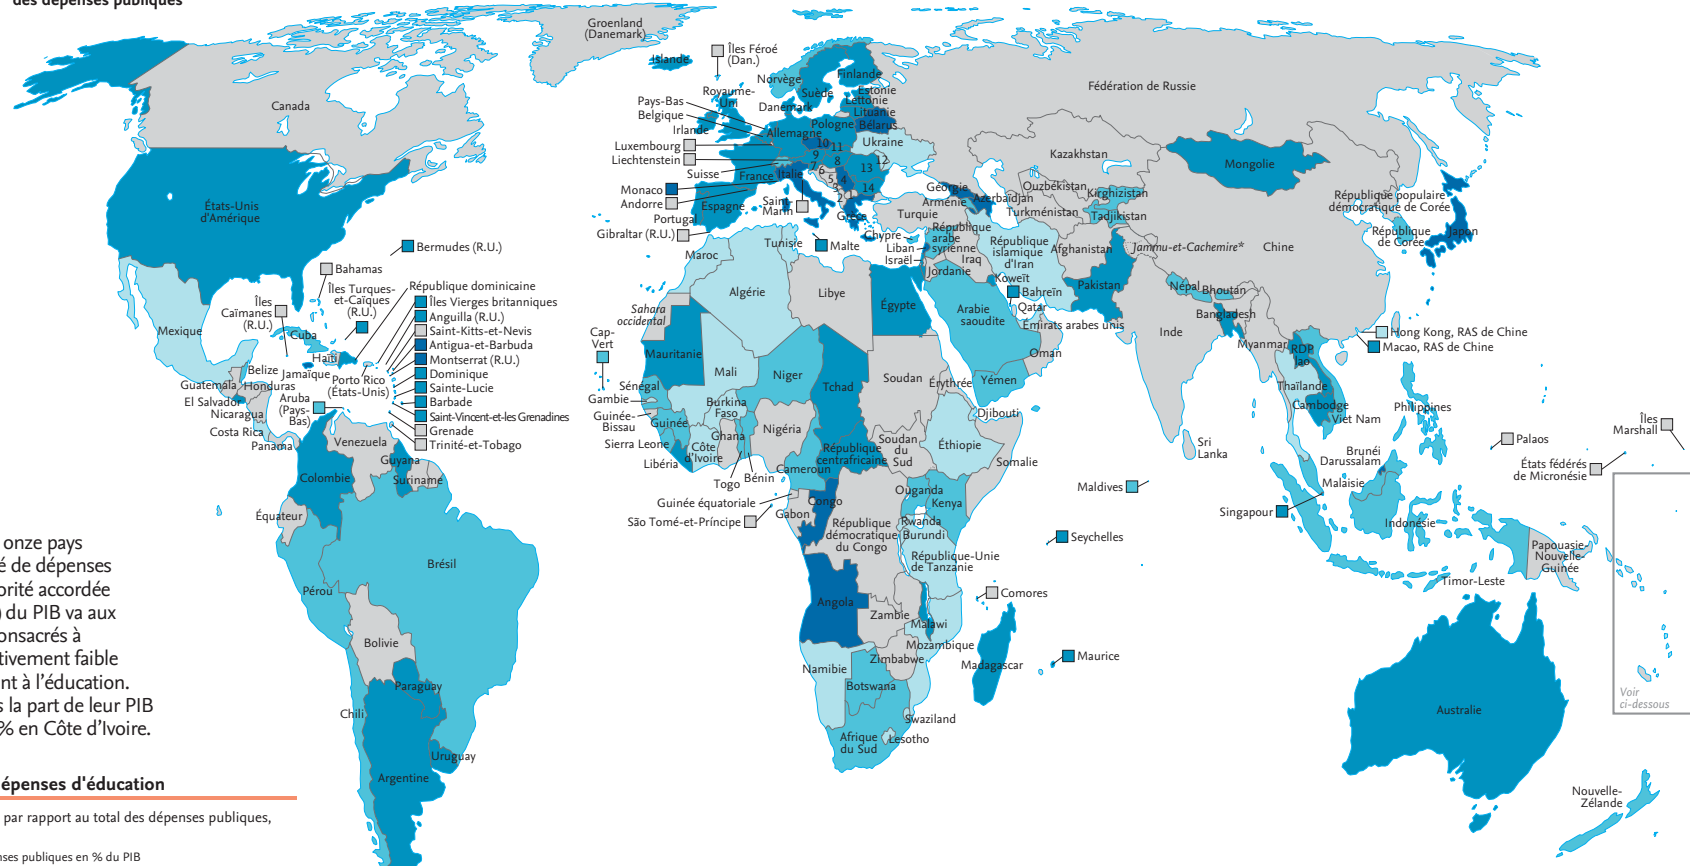 des dépenses publiques
Groenland
(Danemark)
Islande
Îles Féroé
(Dan.)
Norvège
Finlande
Suède
Estonie
Lettonie
Lituanie
Bélarus
Royaume-
Uni
Danemark
Pays-Bas
Belgique
Irlande
Pologne
Allemagne
Luxembourg
Liechtenstein
Suisse
France
Italie
Ukraine
10
11
9
8
12
13
7
6
5
4
3
14
2
1
Monaco
Andorre
Espagne
Saint-
Marin
Portugal
Gibraltar (R.U.)
Grèce
Malte
Fédération de Russie
Canada
Kazakhstan
Mongolie
Géorgie
Azerbaïdjan
Arménie
Turquie
Ouzbékistan
Turkménistan
Kirghizistan
Tadjikistan
République populaire
démocratique de Corée
Japon
République
de Corée
Chine
Jammu-et-Cachemire*
Afghanistan
République
islamique
d'Iran
République
arabe
syrienne
Chypre
Liban
Israël
Iraq
Jordanie
Koweït
Bahreïn
Qatar
Émirats arabes unis
Arabie
saoudite
Oman
Yémen
Pakistan
Népal
Bhoutan
Bangladesh
Inde
Myanmar
RDP
lao
Thaïlande
Cambodge
Viet Nam
Hong Kong, RAS de Chine
Macao, RAS de Chine
Philippines
Sri
Lanka
Maldives
Brunéi
Darussalam
Malaisie
Singapour
Indonésie
Timor-Leste
Papouasie-
Nouvelle-
Guinée
Palaos
Îles
Marshall
États fédérés
de Micronésie
Voir
ci-dessous
Australie
Nouvelle-
Zélande
États-Unis
d'Amérique
Bermudes (R.U.)
Bahamas
Îles Turques-
et-Caïques
(R.U.)
Îles
Caïmanes
(R.U.)
République dominicaine
Îles Vierges britanniques
Anguilla (R.U.)
Saint-Kitts-et-Nevis
Antigua-et-Barbuda
Montserrat (R.U.)
Dominique
Sainte-Lucie
Barbade
Saint-Vincent-et-les Grenadines
Grenade
Trinité-et-Tobago
Mexique
Cuba
Haïti
Jamaïque
Porto Rico
(États-Unis)
Belize
Guatemala
Honduras
El Salvador
Nicaragua
Costa Rica
Panama
Aruba
(Pays-
Bas)
Venezuela
Guyana
Suriname
Colombie
Équateur
Brésil
Pérou
Bolivie
Paraguay
Chili
Uruguay
Argentine
Maroc
Tunisie
Algérie
Libye
Égypte
Sahara
occidental
Cap-
Vert
Mauritanie
Mali
Niger
Tchad
Soudan
Érythrée
Djibouti
Sénégal
Gambie
Guinée-
Bissau
Guinée
Sierra Leone
Libéria
Burkina
Faso
Ghana
Côte
d'Ivoire
Togo
Bénin
Nigéria
Cameroun
République
centrafricaine
Soudan
du
Sud
Éthiopie
Somalie
Guinée équatoriale
São Tomé-et-Príncipe
Gabon
Congo
République
démocratique
du Congo
Ouganda
Kenya
Rwanda
Burundi
République-Unie
de Tanzanie
Seychelles
Comores
Angola
Zambie
Malawi
Mozambique
Zimbabwe
Namibie
Botswana
Madagascar
Maurice
Swaziland
Lesotho
Afrique
du Sud
onze pays
é de dépenses
orité accordée
) du PIB va aux
onsacrés à
tivement faible
nt à l'éducation.
s la part de leur PIB
% en Côte d'Ivoire.
épenses d'éducation
par rapport au total des dépenses publiques,
nses publiques en % du PIB